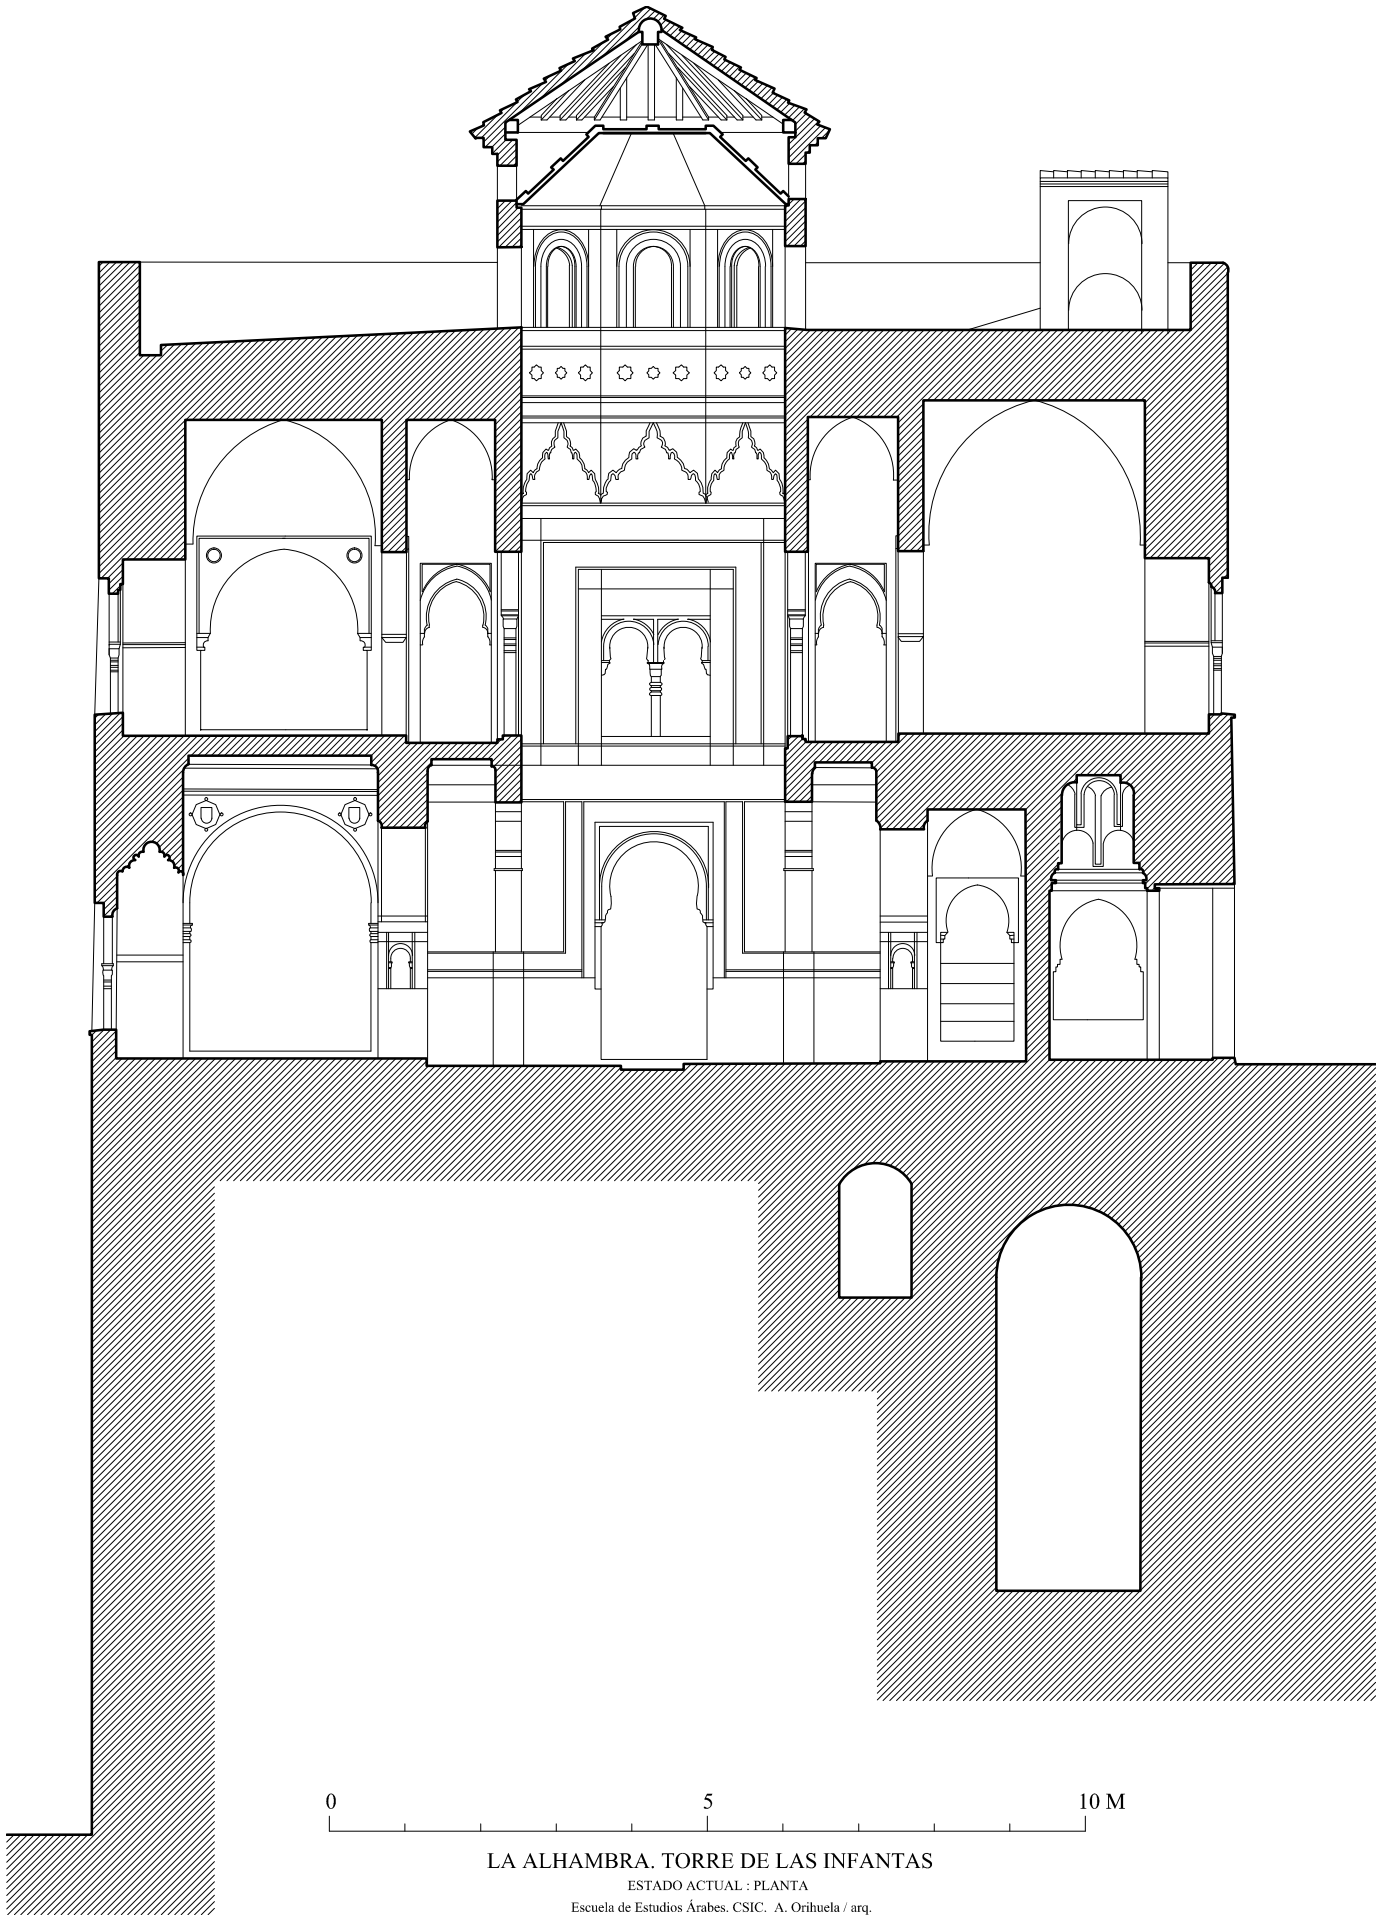 0 5 10 M
LA ALHAMBRA. TORRE DE LAS INFANTAS
ESTADO ACTUAL : PLANTA
Escuela de Estudios Árabes. CSIC. A. Orihuela / arq.